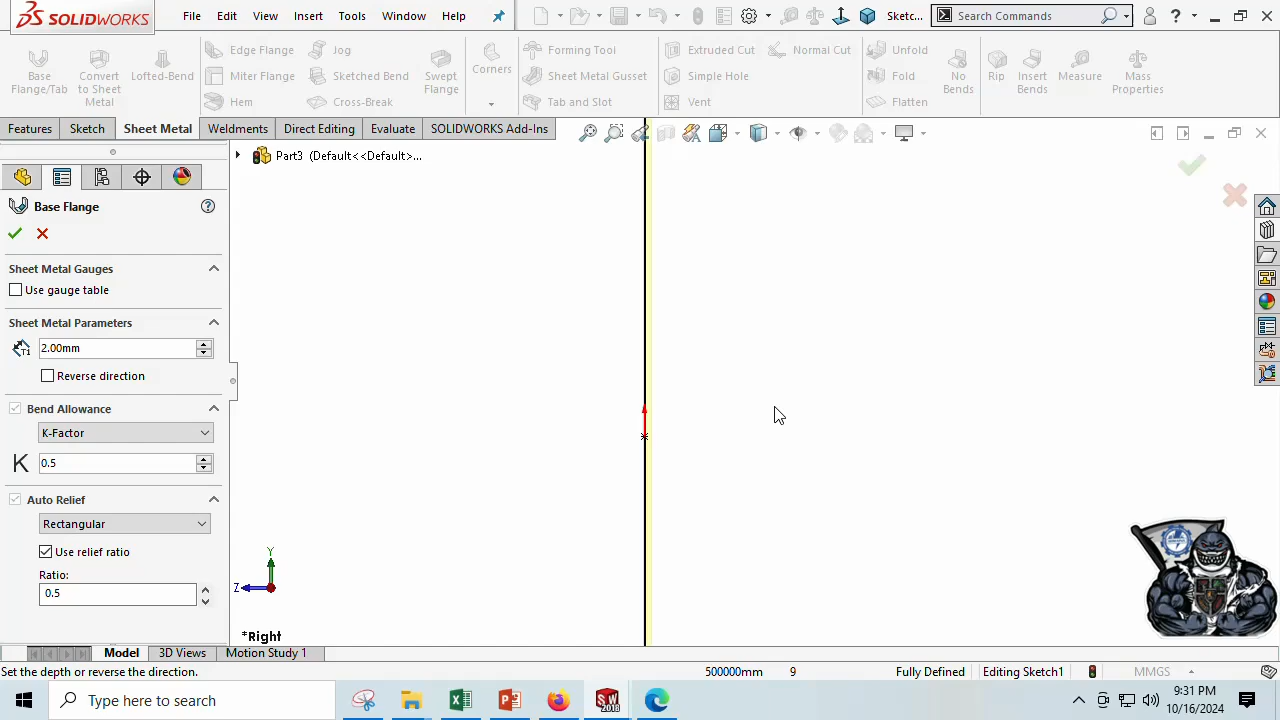 SOLIDWORKS
File Edit View Insert Tools Window Help
Sketc...
Search Commands
Base Flange/Tab
Convert to Sheet Metal
Lofted-Bend
Edge Flange
Miter Flange
Hem
Jog
Sketched Bend
Cross-Break
Swept Flange
Corners
Forming Tool
Sheet Metal Gusset
Tab and Slot
Extruded Cut
Simple Hole
Vent
Normal Cut
Unfold
Fold
Flatten
No Bends
Rip
Insert Bends
Measure
Mass Properties
Features Sketch Sheet Metal Weldments Direct Editing Evaluate SOLIDWORKS Add-Ins
Part3 (Default<<Default>...
Base Flange
Sheet Metal Gauges
Use gauge table
Sheet Metal Parameters
T1
2.00mm
Reverse direction
Bend Allowance
K-Factor
K 0.5
Auto Relief
Rectangular
Use relief ratio
Ratio:
0.5
Y
Z
*Right
Model 3D Views Motion Study 1
Set the depth or reverse the direction.
500000mm 9 Fully Defined Editing Sketch1 MMGS
Type here to search
SW
2018
9:31 PM
10/16/2024